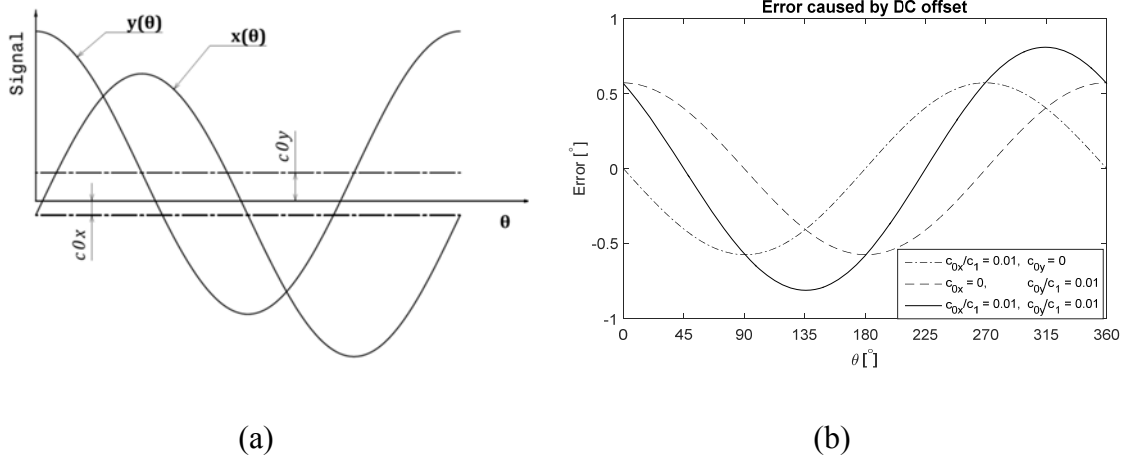 y(θ)
x(θ)
Signal
c0y
c0x
θ
(a)
Error caused by DC offset
Error [°]
1
0.5
0
-0.5
-1
c0x/c1 = 0.01, c0y = 0
c0x = 0, c0y/c1 = 0.01
c0x/c1 = 0.01, c0y/c1 = 0.01
0 45 90 135 180 225 270 315 360
θ [°]
(b)